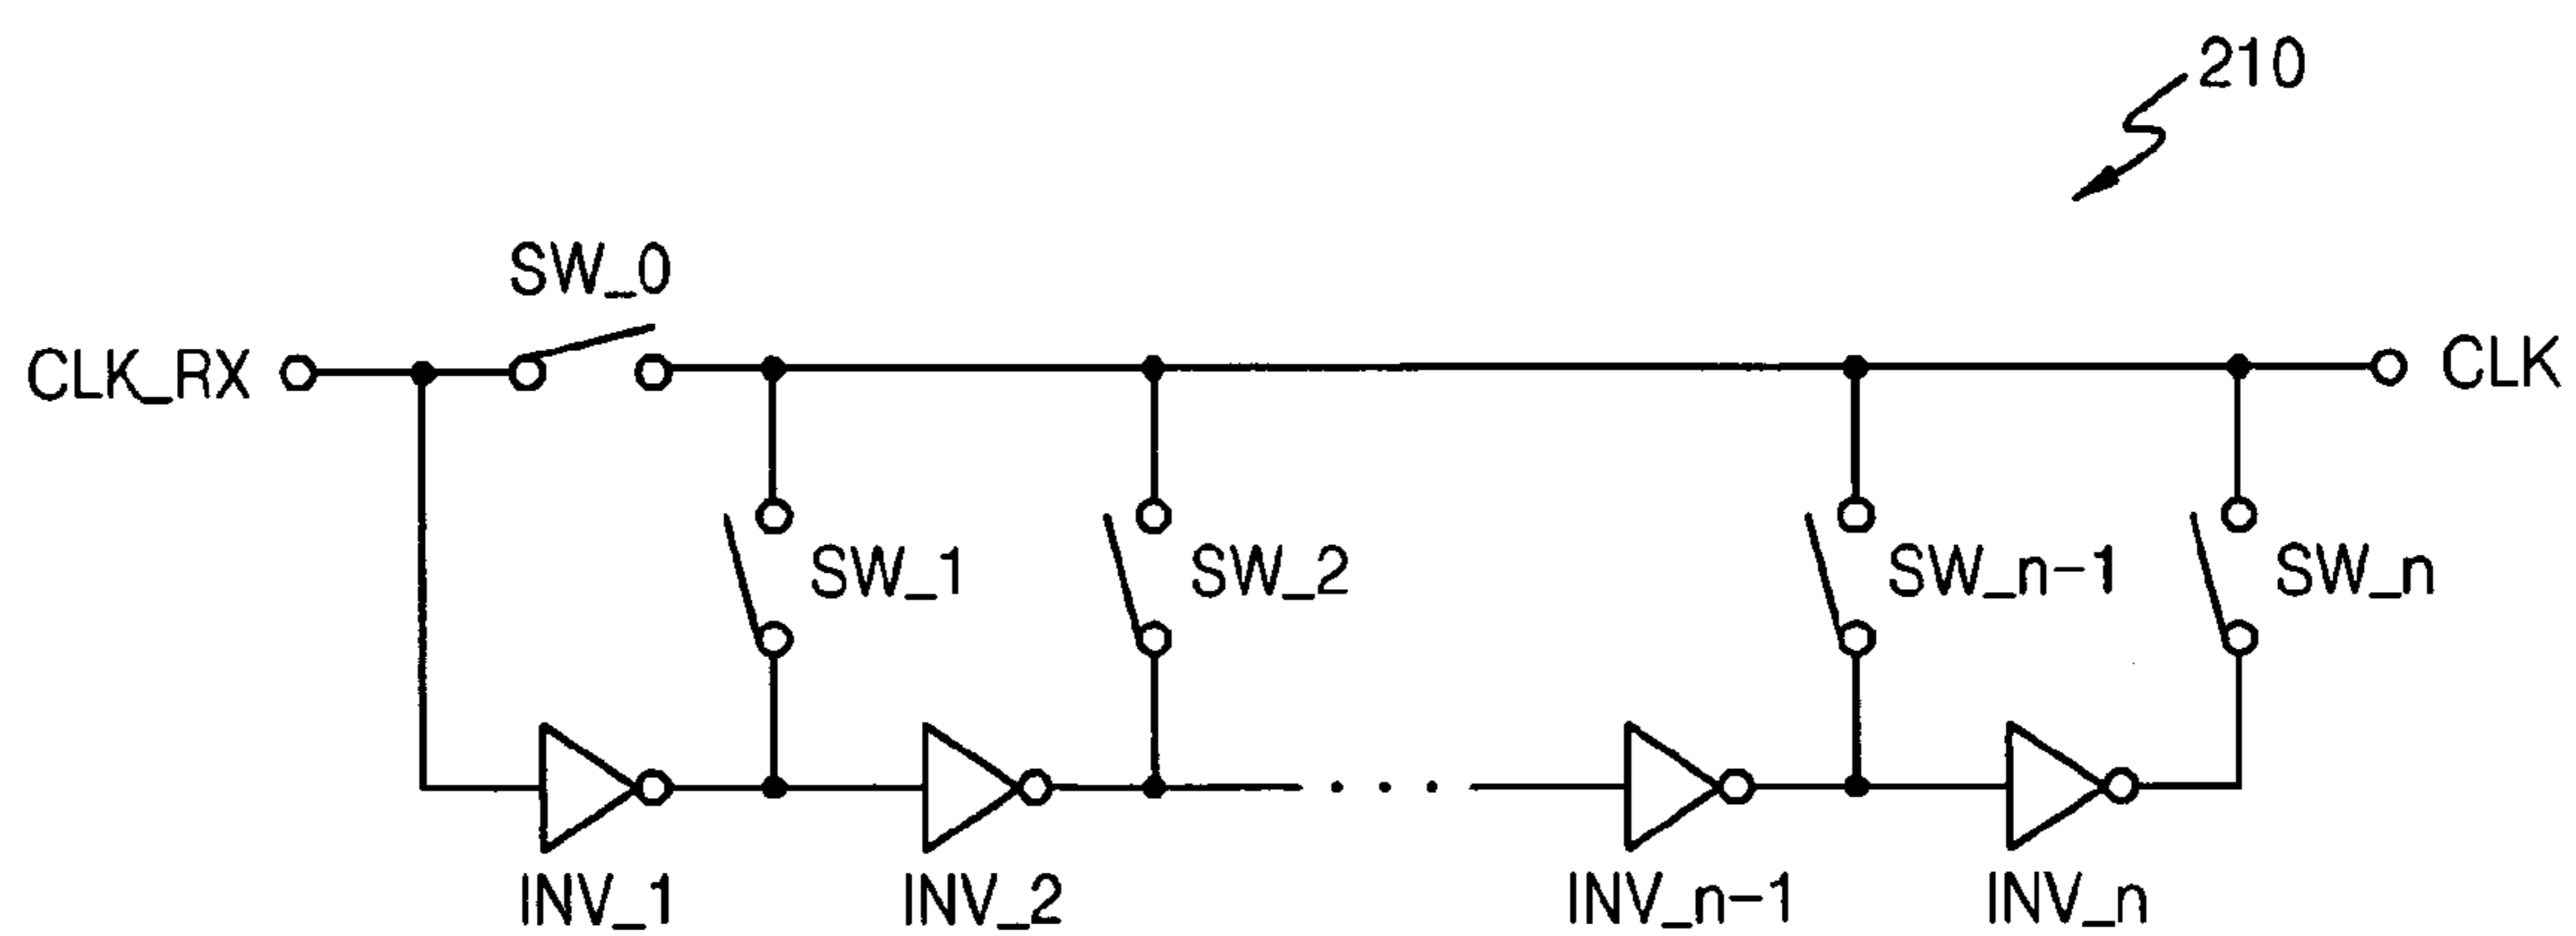 210
SW_0
CLK_RX
CLK
SW_1
SW_2
SW_n-1
SW_n
INV_1
INV_2
INV_n-1
INV_n